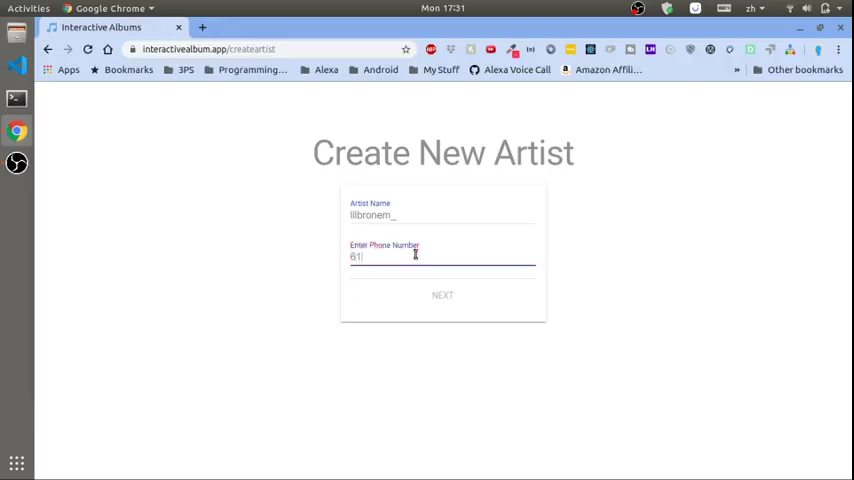 Activities Google Chrome Mon 17:31 zh
Interactive Albums
interactivealbum.app/createartist
Apps Bookmarks 3PS Programming... Alexa Android My Stuff Alexa Voice Call Amazon Affili... » Other bookmarks
Create New Artist
Artist Name
lilbronem_
Enter Phone Number
61
NEXT